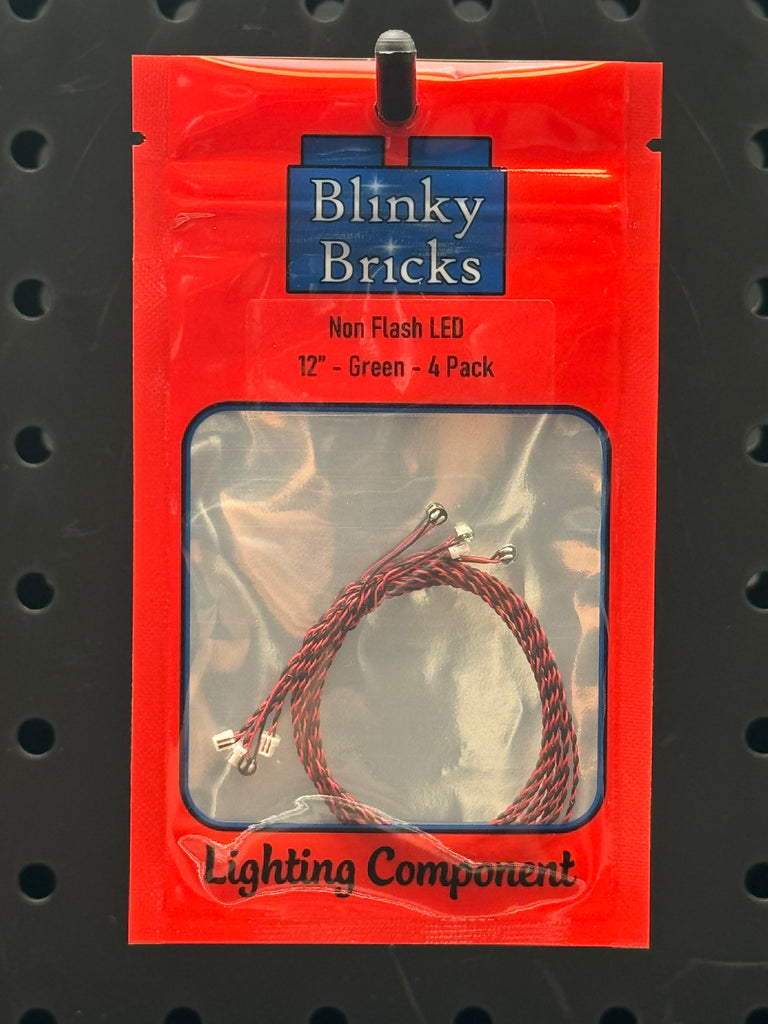 Blinky
Bricks
Non Flash LED
12" - Green - 4 Pack
Lighting Component